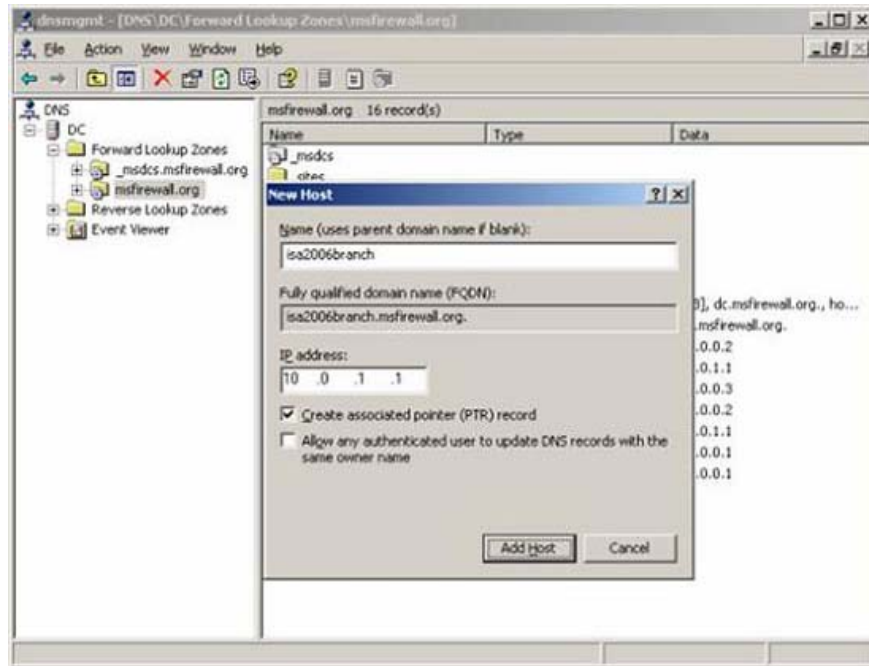 dnsmgmt - [DNS\DC\Forward Lookup Zones\msfirewall.org]
File Action View Window Help
DNS
DC
Forward Lookup Zones
_msdcs.msfirewall.org
msfirewall.org
Reverse Lookup Zones
Event Viewer
msfirewall.org 16 record(s)
Name Type Data
_msdcs
New Host
Name (uses parent domain name if blank):
isa2006branch
Fully qualified domain name (FQDN):
isa2006branch.msfirewall.org.
IP address:
10 .0 .1 .1
Create associated pointer (PTR) record
Allow any authenticated user to update DNS records with the
same owner name
Add Host Cancel
], dc.msfirewall.org., ho...
.msfirewall.org.
.0.0.2
.0.1.1
.0.0.3
.0.0.2
.0.1.1
.0.0.1
.0.0.1